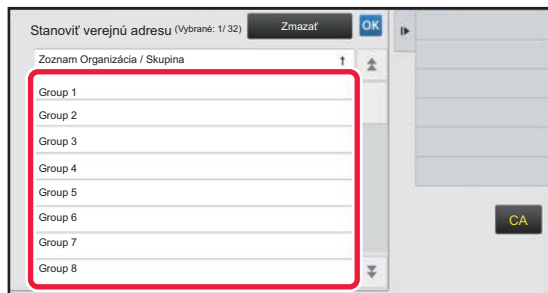 Stanoviť verejnú adresu (Vybrané: 1/ 32) Zmazať OK
Zoznam Organizácia / Skupina
Group 1
Group 2
Group 3
Group 4
Group 5
Group 6
Group 7
Group 8
CA